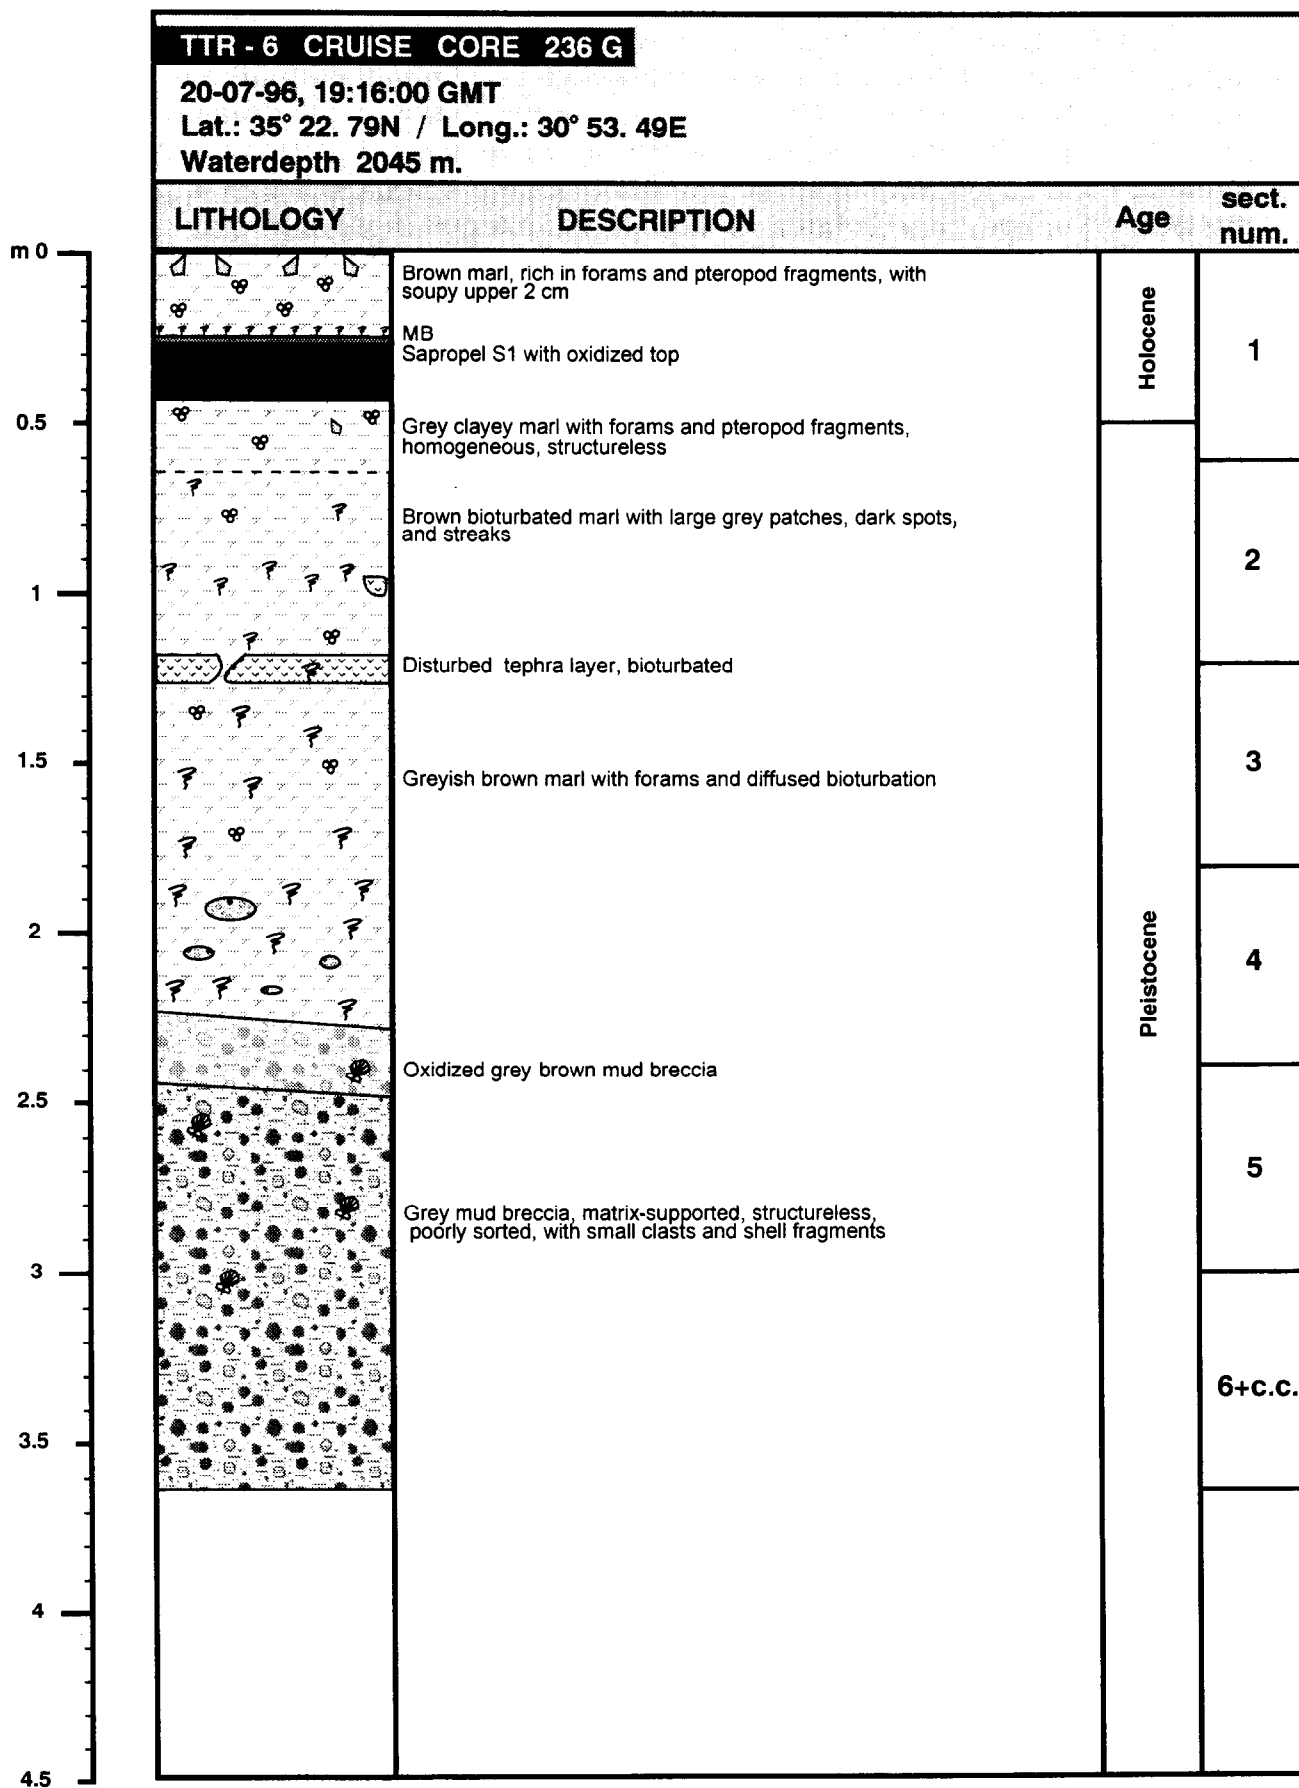 TTR - 6 CRUISE CORE 236 G
20-07-96, 19:16:00 GMT
Lat.: 35° 22. 79N / Long.: 30° 53. 49E
Waterdepth 2045 m.
LITHOLOGY
DESCRIPTION
Age
sect.
num.
m 0
0.5
1
1.5
2
2.5
3
3.5
4
4.5
Brown marl, rich in forams and pteropod fragments, with
soupy upper 2 cm
MB
Sapropel S1 with oxidized top
Grey clayey marl with forams and pteropod fragments,
homogeneous, structureless
Brown bioturbated marl with large grey patches, dark spots,
and streaks
Disturbed tephra layer, bioturbated
Greyish brown marl with forams and diffused bioturbation
Oxidized grey brown mud breccia
Grey mud breccia, matrix-supported, structureless,
poorly sorted, with small clasts and shell fragments
Holocene
Pleistocene
1
2
3
4
5
6+c.c.